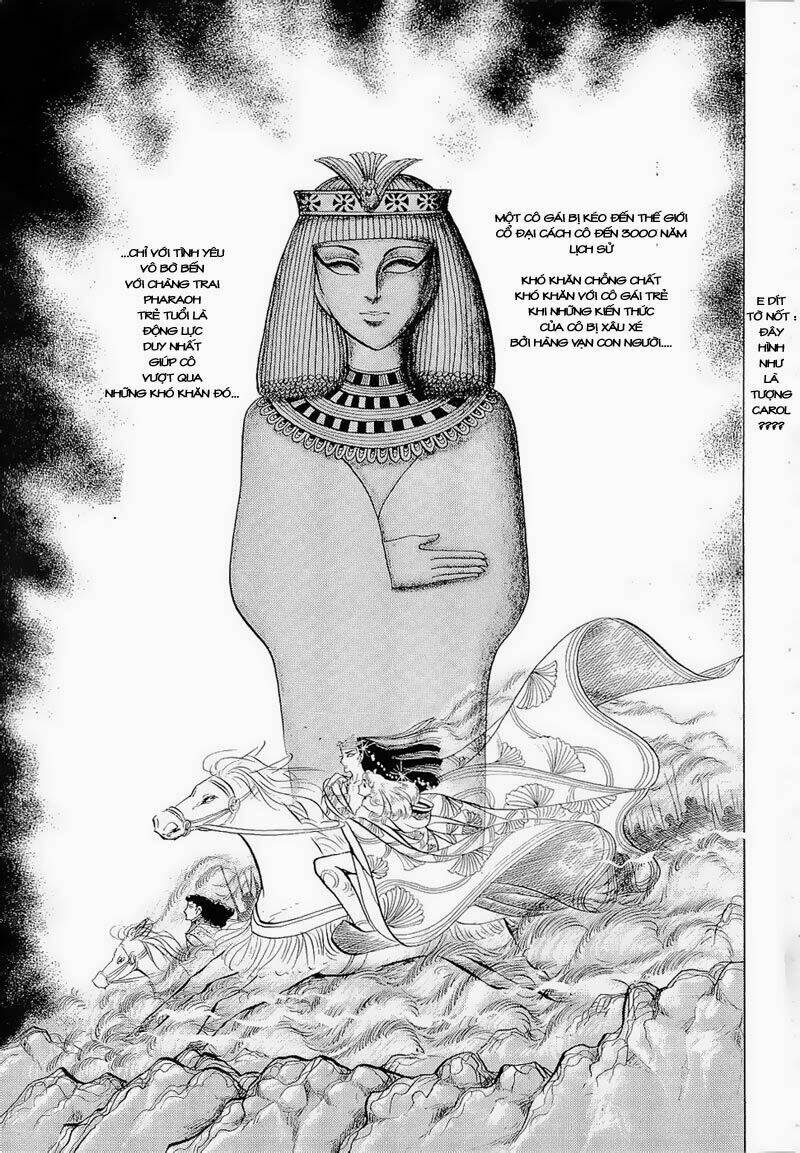 MỘT CÔ GÁI BỊ KÉO ĐẾN THẾ GIỚI
CỔ ĐẠI CÁCH CÔ ĐẾN 3000 NĂM
LỊCH SỬ
KHÓ KHĂN CHỒNG CHẤT
KHÓ KHĂN VỚI CÔ GÁI TRẺ
KHI NHỮNG KIẾN THỨC
CỦA CÔ BỊ XÂU XÉ
BỞI HÀNG VẠN CON NGƯỜI....
...CHỈ VỚI TÌNH YÊU
VÔ BỜ BẾN
VỚI CHÀNG TRAI
PHARAOH
TRẺ TUỔI LÀ
ĐỘNG LỰC
DUY NHẤT
GIÚP CÔ
VƯỢT QUA
NHỮNG KHÓ KHĂN ĐÓ...
E DÍT
TỜ NỐT :
ĐÂY
HÌNH
NHƯ
LÀ
TƯỢNG
CAROL
????